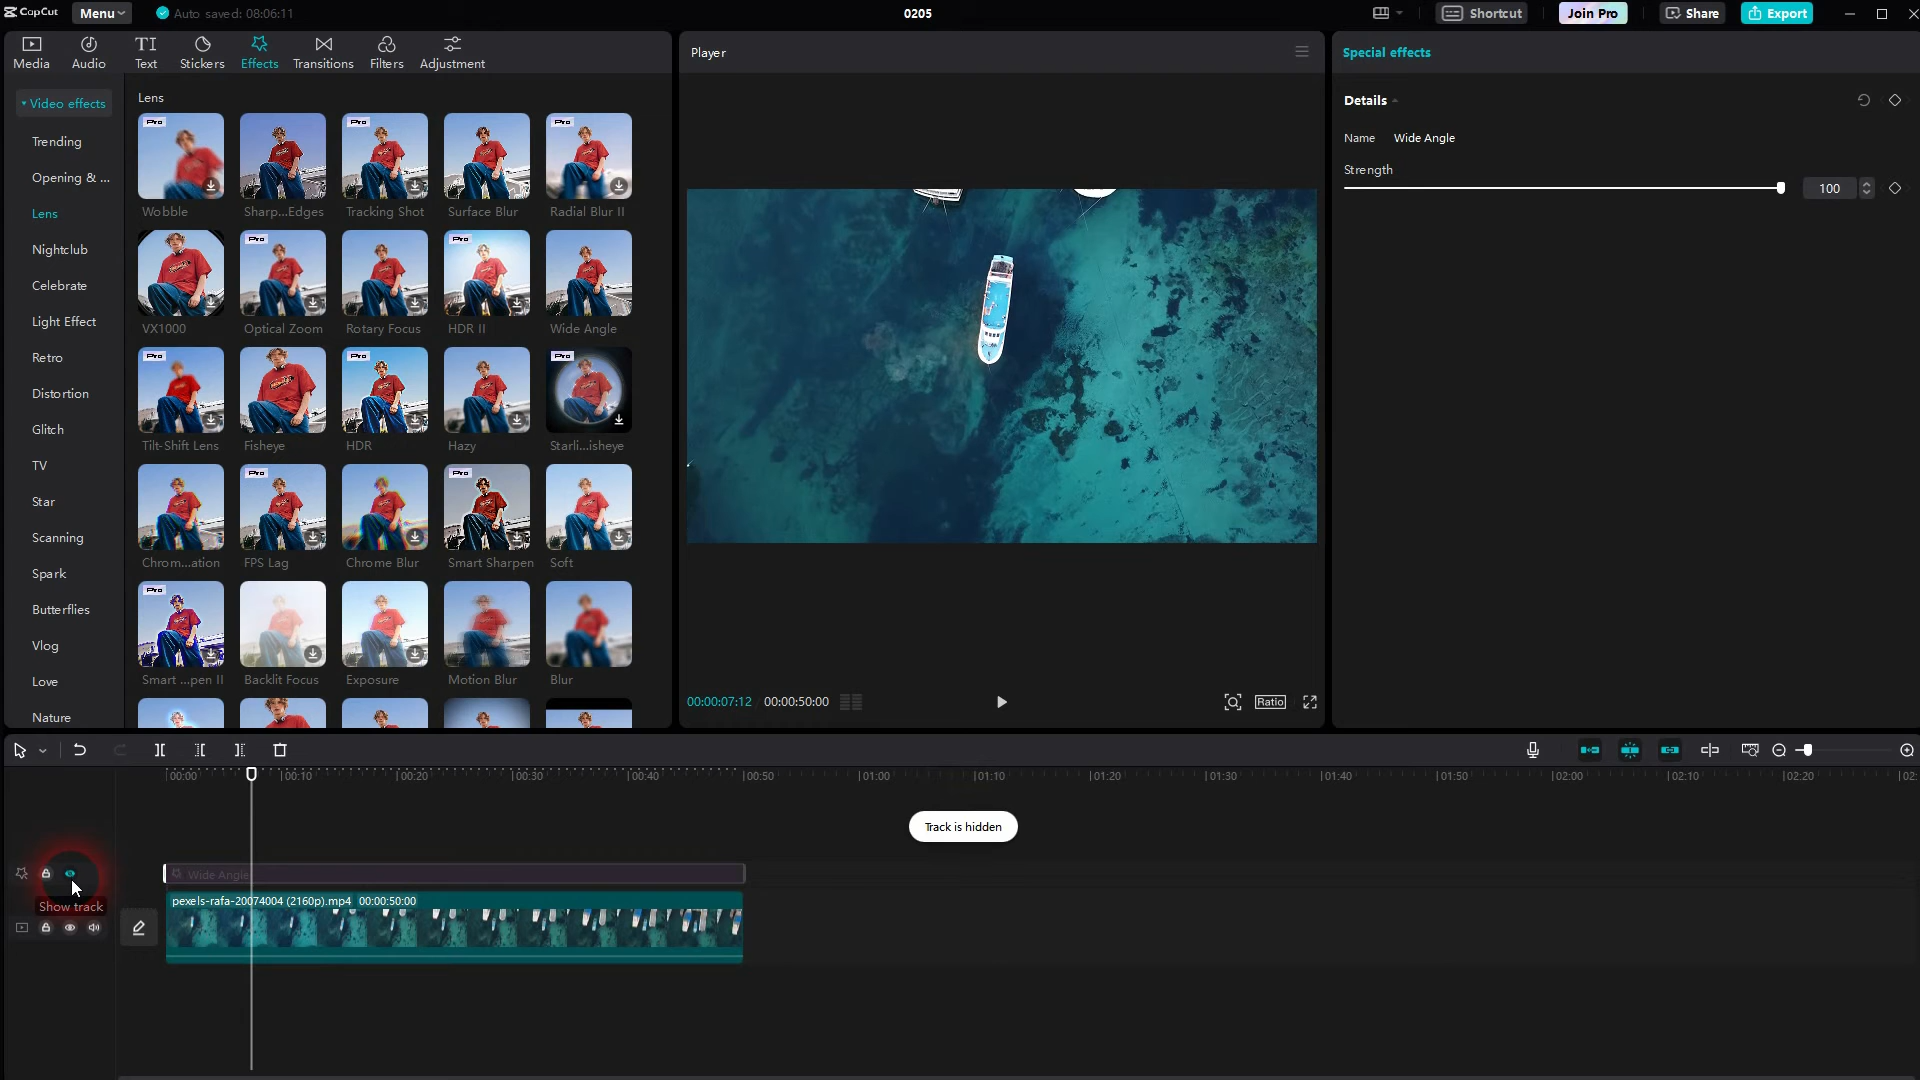 CapCut
Menu
Auto saved: 08:06:11
0205
Shortcut
Join Pro
Share
Export
Media
Audio
Text
Stickers
Effects
Transitions
Filters
Adjustment
Player
Special effects
Video effects
Trending
Opening & ...
Lens
Nightclub
Celebrate
Light Effect
Retro
Distortion
Glitch
TV
Star
Scanning
Spark
Butterflies
Vlog
Love
Nature
Lens
Pro
Pro
Pro
Wobble
Sharp...Edges
Tracking Shot
Surface Blur
Radial Blur II
Pro
Pro
VX1000
Optical Zoom
Rotary Focus
HDR II
Wide Angle
Pro
Pro
Pro
Tilt-Shift Lens
Fisheye
HDR
Hazy
Starli...isheye
Pro
Pro
Chrom...ation
FPS Lag
Chrome Blur
Smart Sharpen
Soft
Pro
Smart ...pen II
Backlit Focus
Exposure
Motion Blur
Blur
00:00:07:12
00:00:50:00
Ratio
Details
Name
Wide Angle
Strength
100
00:00
00:10
00:20
00:30
00:40
00:50
01:00
01:10
01:20
01:30
01:40
01:50
02:00
02:10
02:20
02:
Track is hidden
Wide Angle
Show track
pexels-rafa-20074004 (2160p).mp4
00:00:50:00